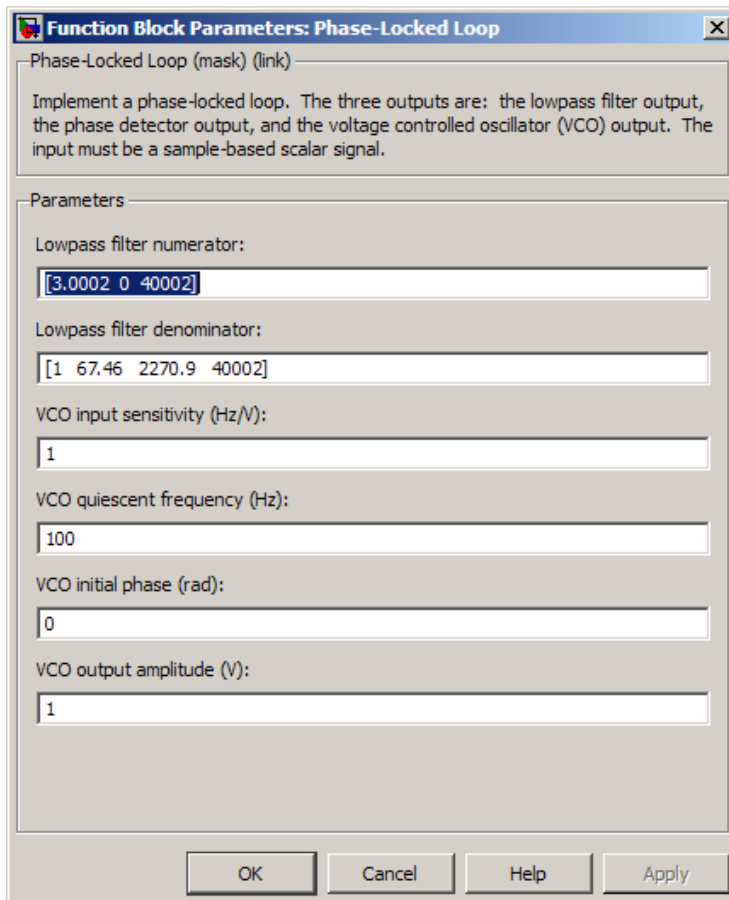 Function Block Parameters: Phase-Locked Loop
Phase-Locked Loop (mask) (link)
Implement a phase-locked loop. The three outputs are: the lowpass filter output,
the phase detector output, and the voltage controlled oscillator (VCO) output. The
input must be a sample-based scalar signal.
Parameters
Lowpass filter numerator:
[3.0002 0 40002]
Lowpass filter denominator:
[1 67.46 2270.9 40002]
VCO input sensitivity (Hz/V):
1
VCO quiescent frequency (Hz):
100
VCO initial phase (rad):
0
VCO output amplitude (V):
1
OK Cancel Help Apply